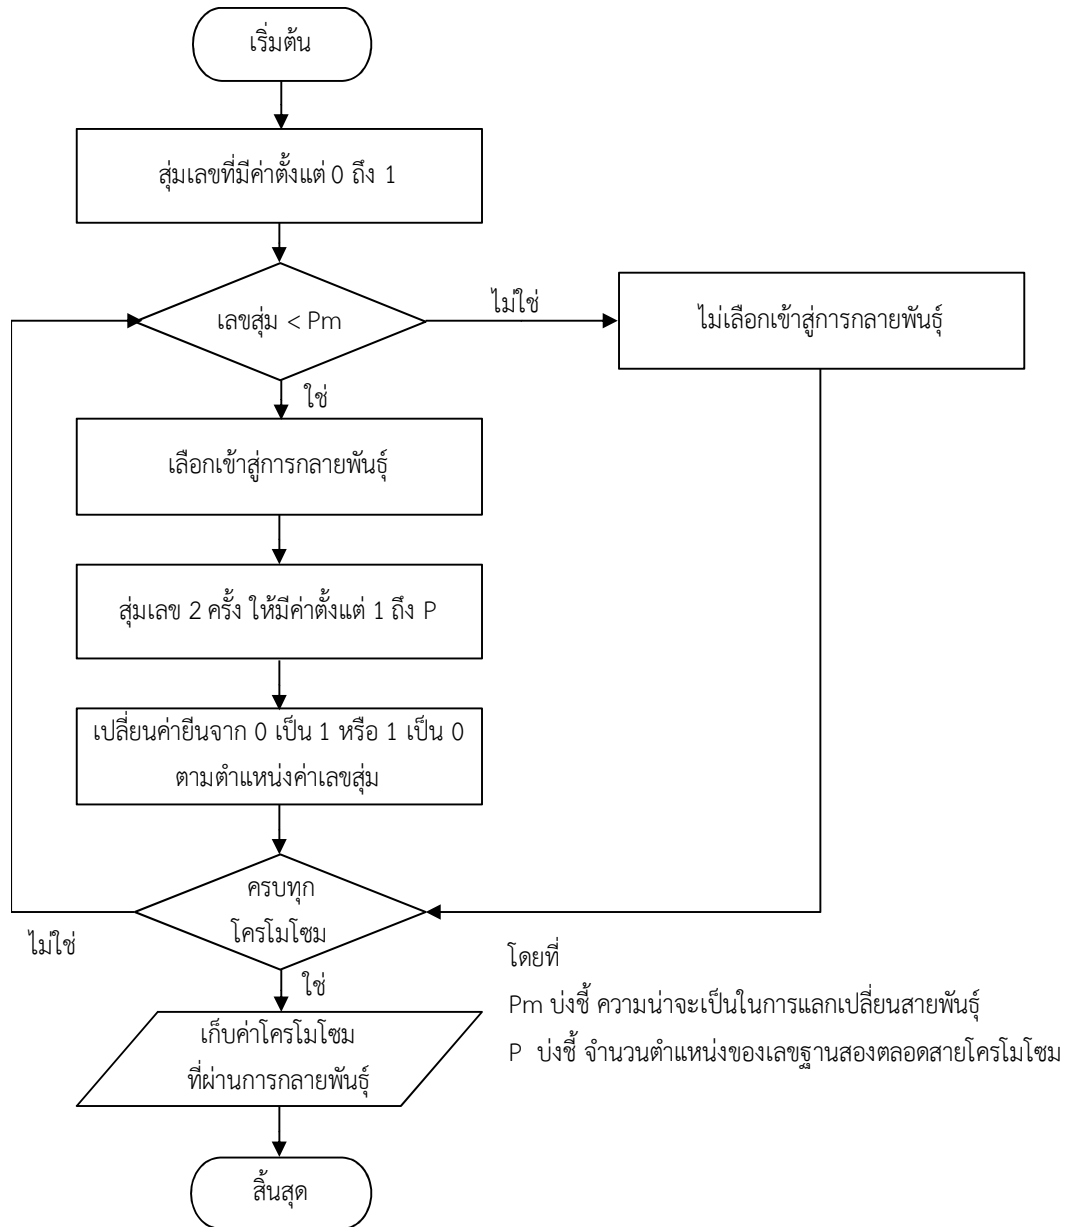 เริ่มต้น
สุ่มเลขที่มีค่าตั้งแต่ 0 ถึง 1
เลขสุ่ม < Pm
ไม่ใช่
ไม่เลือกเข้าสู่การกลายพันธุ์
ใช่
เลือกเข้าสู่การกลายพันธุ์
สุ่มเลข 2 ครั้ง ให้มีค่าตั้งแต่ 1 ถึง P
เปลี่ยนค่ายีนจาก 0 เป็น 1 หรือ 1 เป็น 0
ตามตำแหน่งค่าเลขสุ่ม
ครบทุก
โครโมโซม
ไม่ใช่
ใช่
เก็บค่าโครโมโซม
ที่ผ่านการกลายพันธุ์
สิ้นสุด
โดยที่
Pm บ่งชี้ ความน่าจะเป็นในการแลกเปลี่ยนสายพันธุ์
P บ่งชี้ จำนวนตำแหน่งของเลขฐานสองตลอดสายโครโมโซม